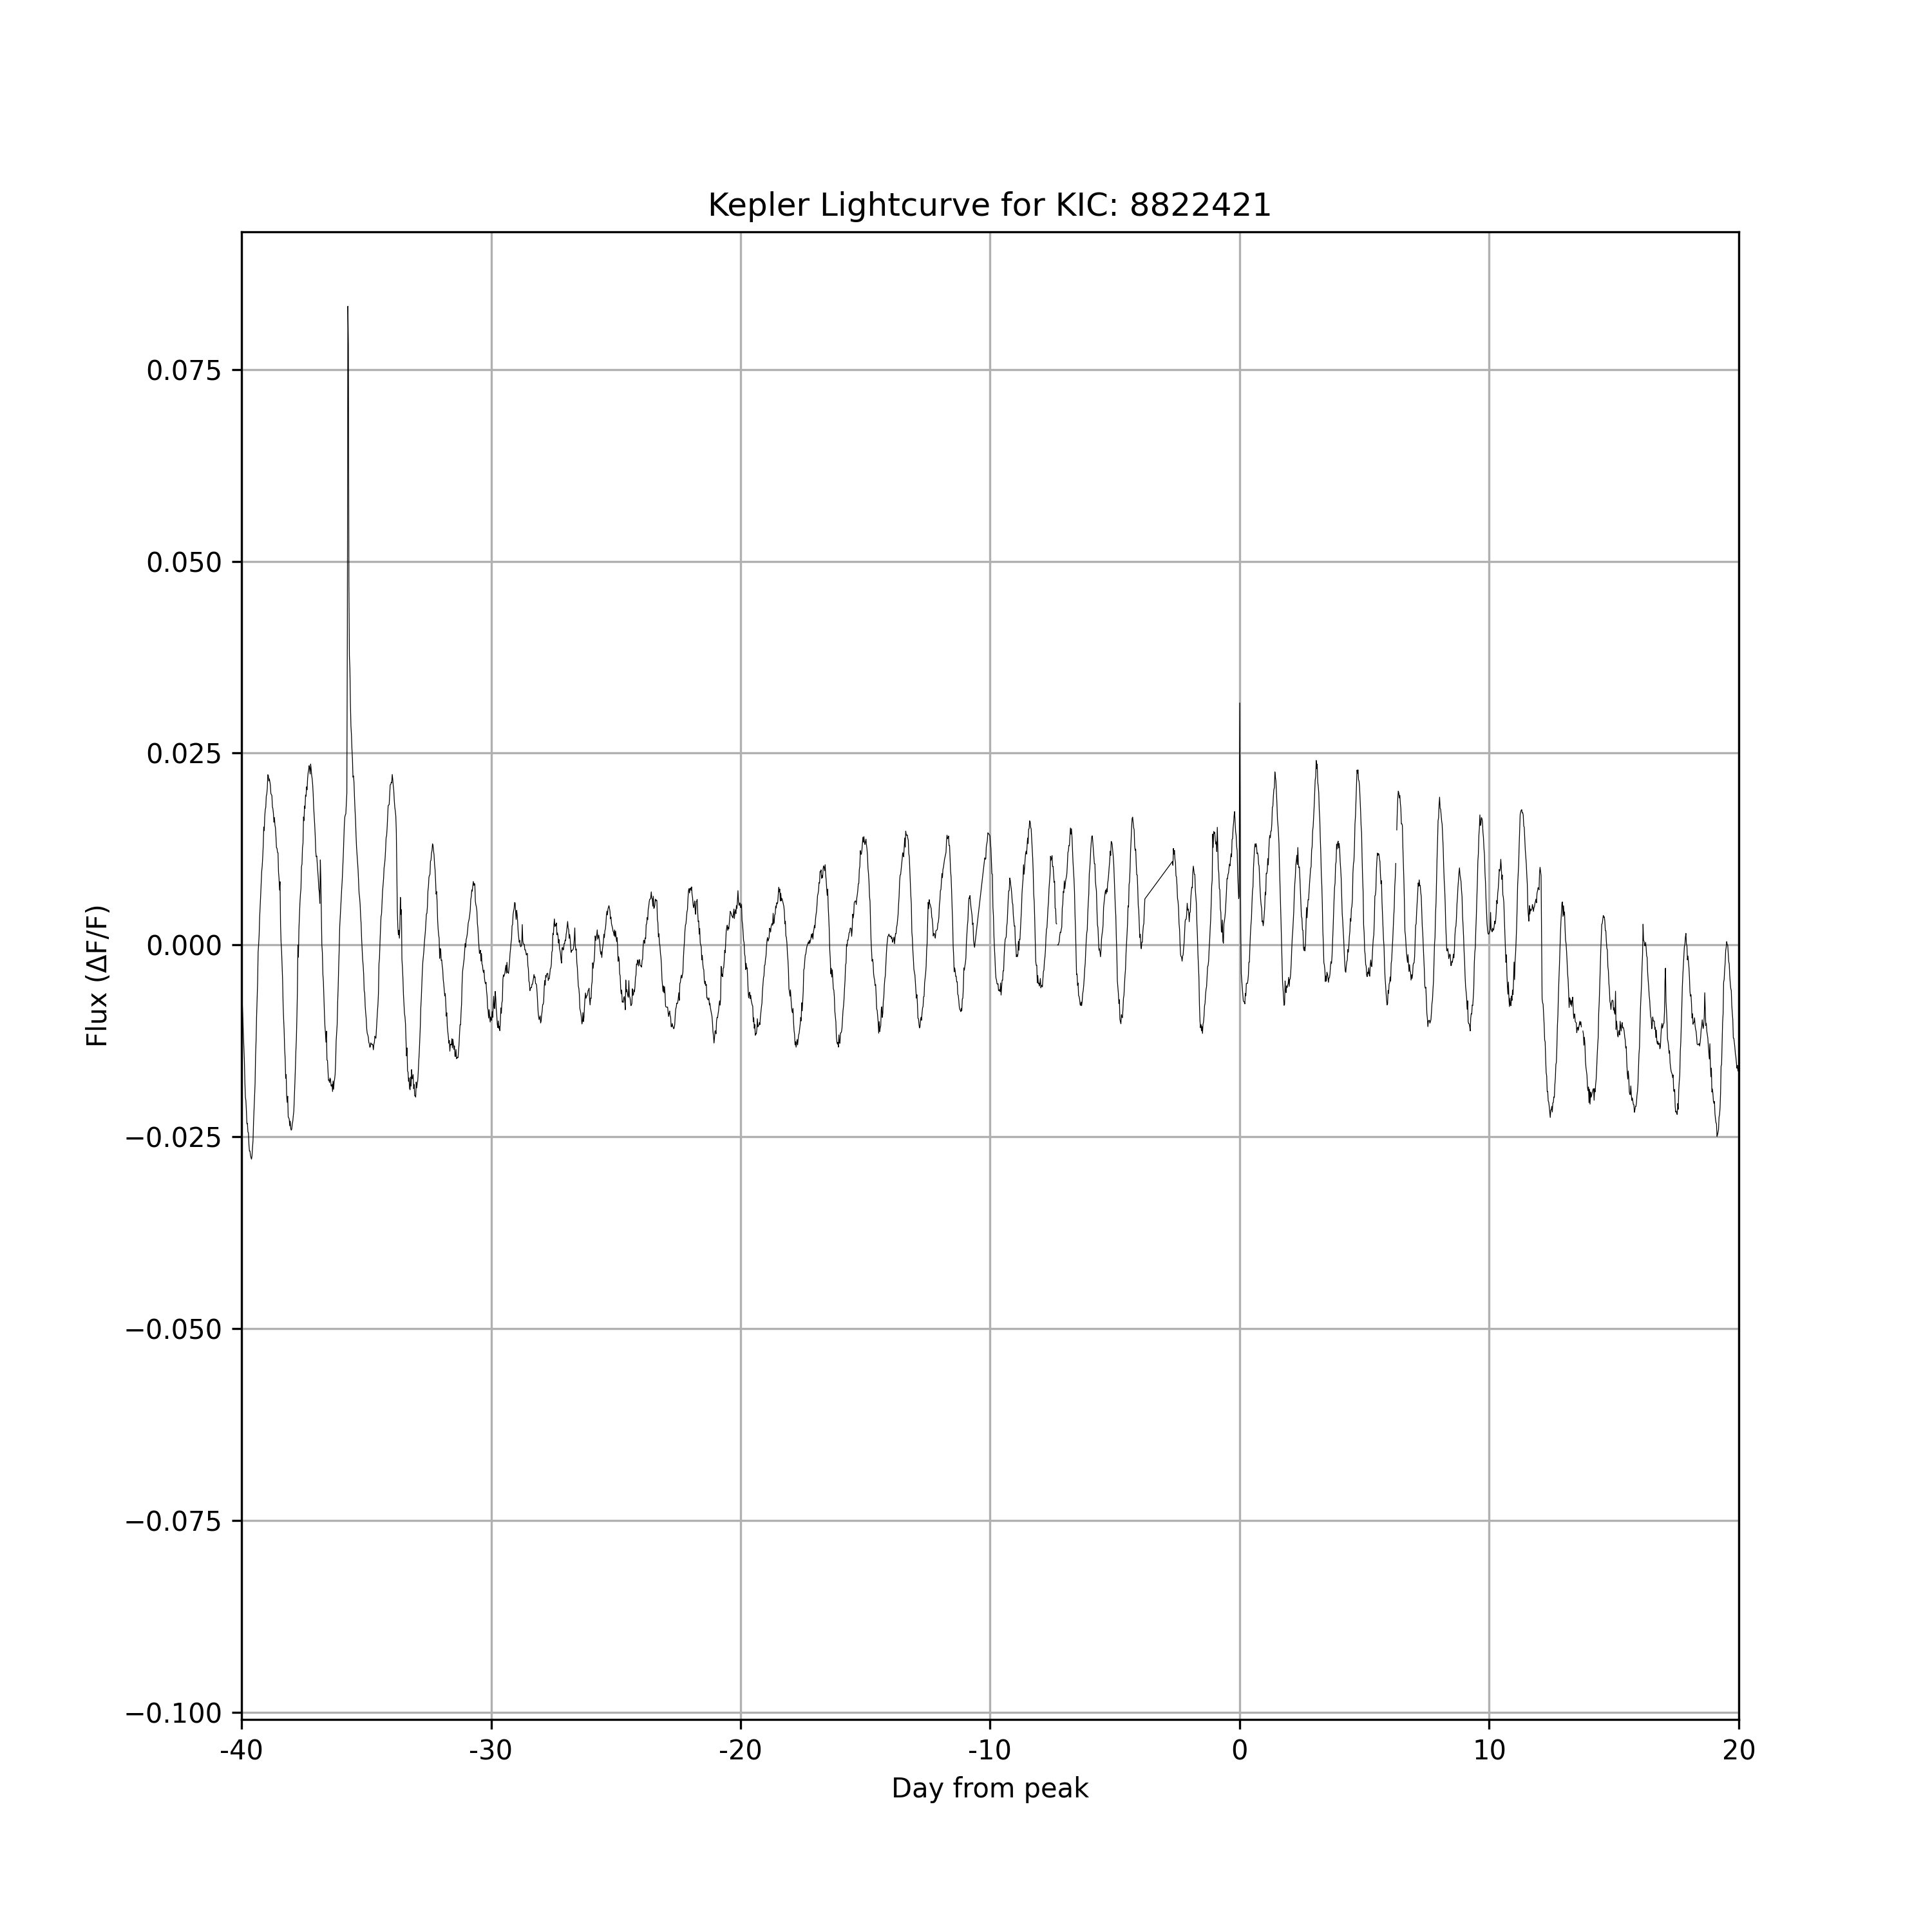 Kepler Lightcurve for KIC: 8822421
Flux (ΔF/F)
0.075
0.050
0.025
0.000
−0.025
−0.050
−0.075
−0.100
-40 -30 -20 -10 0 10 20
Day from peak